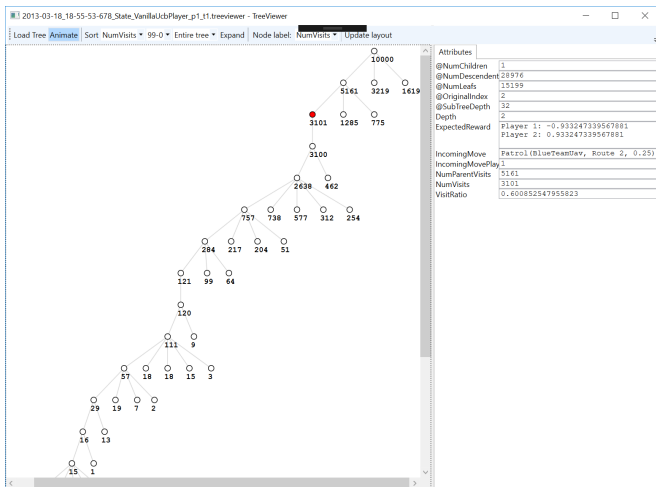 2013-03-18_18-55-53-678_State_VanillaUcbPlayer_p1_t1.treeviewer - TreeViewer
Load Tree Animate Sort NumVisits 99-0 Entire tree Expand Node label: NumVisits Update layout
10000
5161 3219 1619
3101 1285 775
3100
2638 462
757 738 577 312 254
284 217 204 51
121 99 64
120
111 9
57 18 18 15 3
29 19 7 2
16 13
15 1
Attributes
@NumChildren 1
@NumDescendent 28976
@NumLeafs 15199
@OriginalIndex 2
@SubTreeDepth 32
Depth 2
ExpectedReward Player 1: -0.933247339567881
Player 2: 0.933247339567881
IncomingMove Patrol(BlueTeamUav, Route 2, 0.25)
IncomingMovePlay 1
NumParentVisits 5161
NumVisits 3101
VisitRatio 0.600852547955823